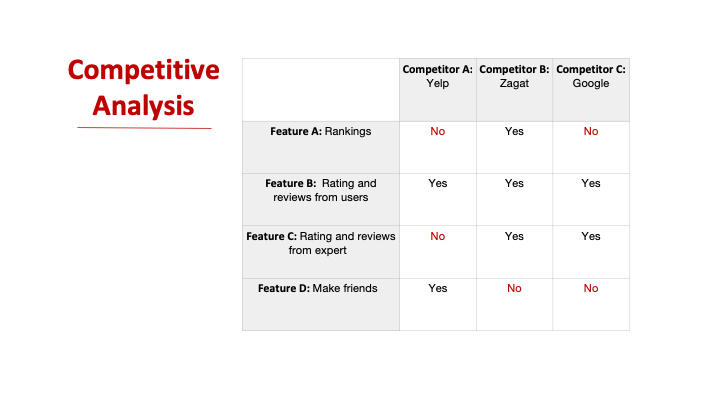 Competitive
Analysis
Competitor A: Competitor B: Competitor C:
Yelp Zagat Google
Feature A: Rankings No Yes No
Feature B:  Rating and Yes Yes Yes
reviews from users
Feature C: Rating and reviews No Yes Yes
from expert
Feature D: Make friends Yes No No